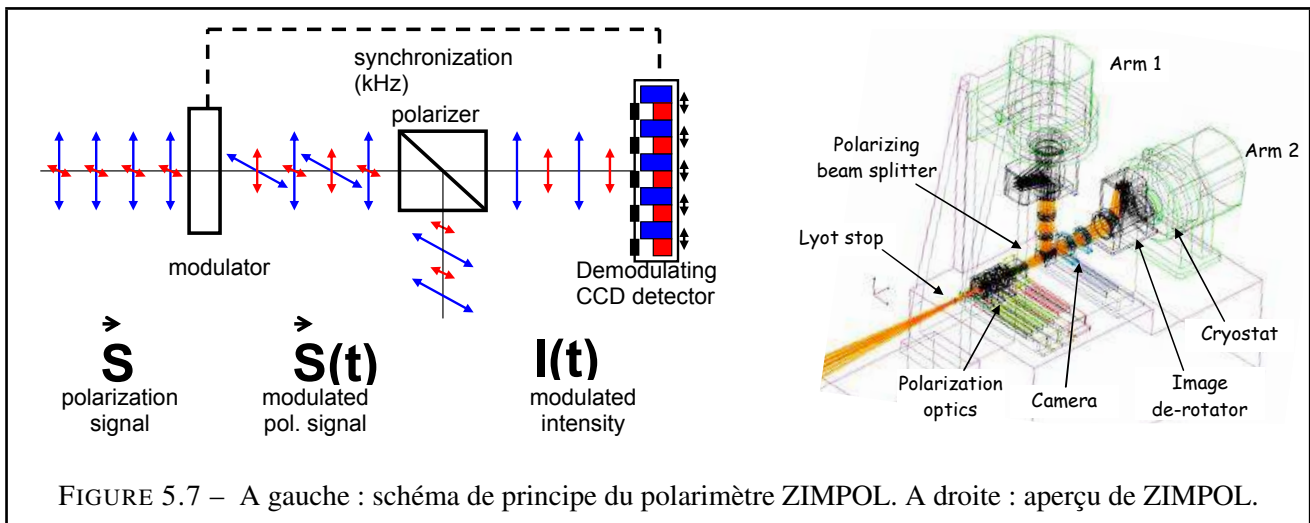 synchronization
(kHz)
polarizer
modulator
Demodulating
CCD detector
S
polarization
signal
S(t)
modulated
pol. signal
I(t)
modulated
intensity
Arm 1
Arm 2
Polarizing
beam splitter
Lyot stop
Cryostat
Polarization
optics
Camera
Image
de-rotator
FIGURE 5.7 – A gauche : schéma de principe du polarimètre ZIMPOL. A droite : aperçu de ZIMPOL.